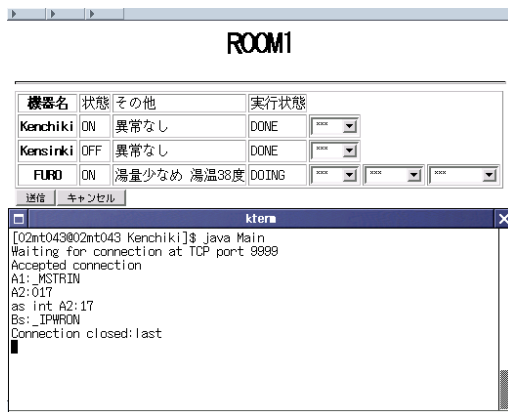 ROOM1
機器名 状態 その他 実行状態
Kenchiki ON 異常なし DONE ***
Kensinki OFF 異常なし DONE ***
FURO ON 湯量少なめ 湯温38度 DOING *** *** ***
送信 キャンセル
kterm
[02mt043@02mt043 Kenchiki]$ java Main
Waiting for connection at TCP port 9999
Accepted connection
A1:_MSTRIN
A2:017
as int A2:17
Bs:_IPWRON
Connection closed:last